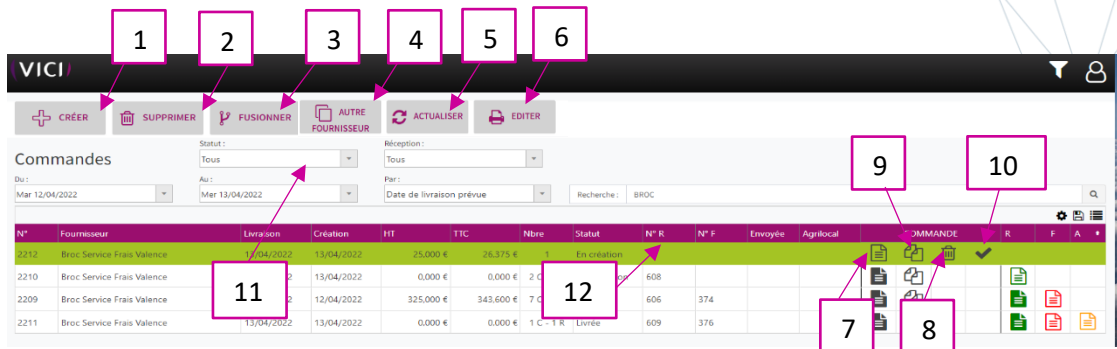 1 2 3 4 5 6
VICI
CRÉER SUPPRIMER FUSIONNER AUTRE FOURNISSEUR ACTUALISER EDITER
Statut : Réception :
Commandes Tous Tous 9 10
Du : Au : Par :
Mar 12/04/2022 Mer 13/04/2022 Date de livraison prévue Recherche : BROC
N° Fournisseur Livraison Création HT TTC Nbre Statut N° R N° F Envoyée Agrilocal COMMANDE R F A
2212 Broc Service Frais Valence 13/04/2022 13/04/2022 25,000 € 26,375 € 1 En création
2210 Broc Service Frais Valence 13/04/2022 0,000 € 0,000 € 2 C 608
2209 Broc Service Frais Valence 12/04/2022 325,000 € 343,600 € 7 C 606 374
2211 Broc Service Frais Valence 13/04/2022 13/04/2022 0,000 € 0,000 € 1 C - 1 R Livrée 609 376
11 12 7 8